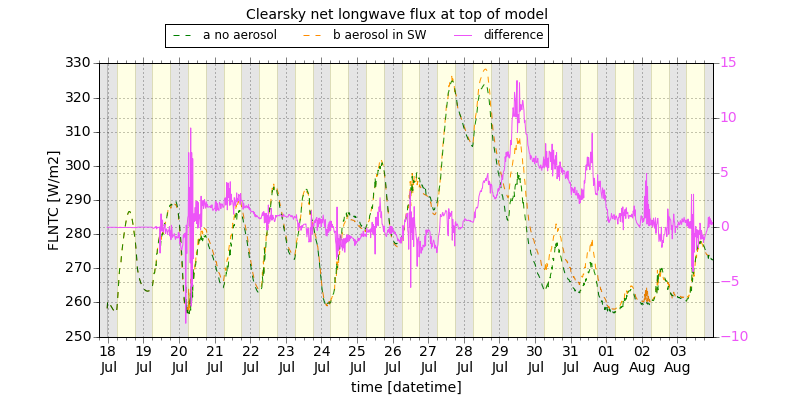 Clearsky net longwave flux at top of model
a no aerosol b aerosol in SW difference
330 15
320 10
310
300 5
290 0
280
270 −5
260
250 −10
FLNTC [W/m2]
18 19 20 21 22 23 24 25 26 27 28 29 30 31 01 02 03
Jul Jul Jul Jul Jul Jul Jul Jul Jul Jul Jul Jul Jul Jul Aug Aug Aug
time [datetime]